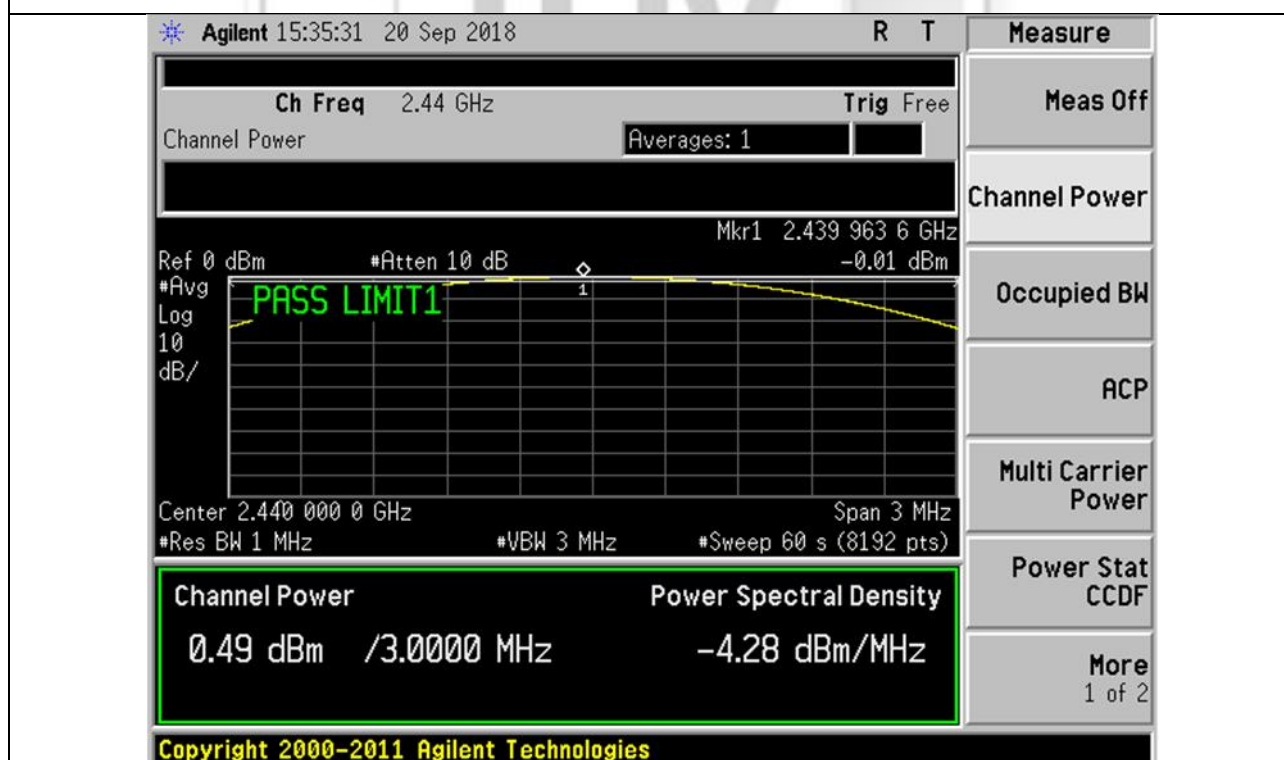 Agilent 15:35:31 20 Sep 2018 R T
Measure
Ch Freq 2.44 GHz Trig Free
Meas Off
Channel Power Averages: 1
Channel Power
Mkr1 2.439 963 6 GHz
Ref 0 dBm #Atten 10 dB -0.01 dBm
#Avg
Log
10
dB/
PASS LIMIT1
1
Occupied BW
ACP
Multi Carrier
Power
Center 2.440 000 0 GHz Span 3 MHz
#Res BW 1 MHz #VBW 3 MHz #Sweep 60 s (8192 pts)
Power Stat
CCDF
Channel Power Power Spectral Density
0.49 dBm /3.0000 MHz -4.28 dBm/MHz
More
1 of 2
Copyright 2000-2011 Agilent Technologies